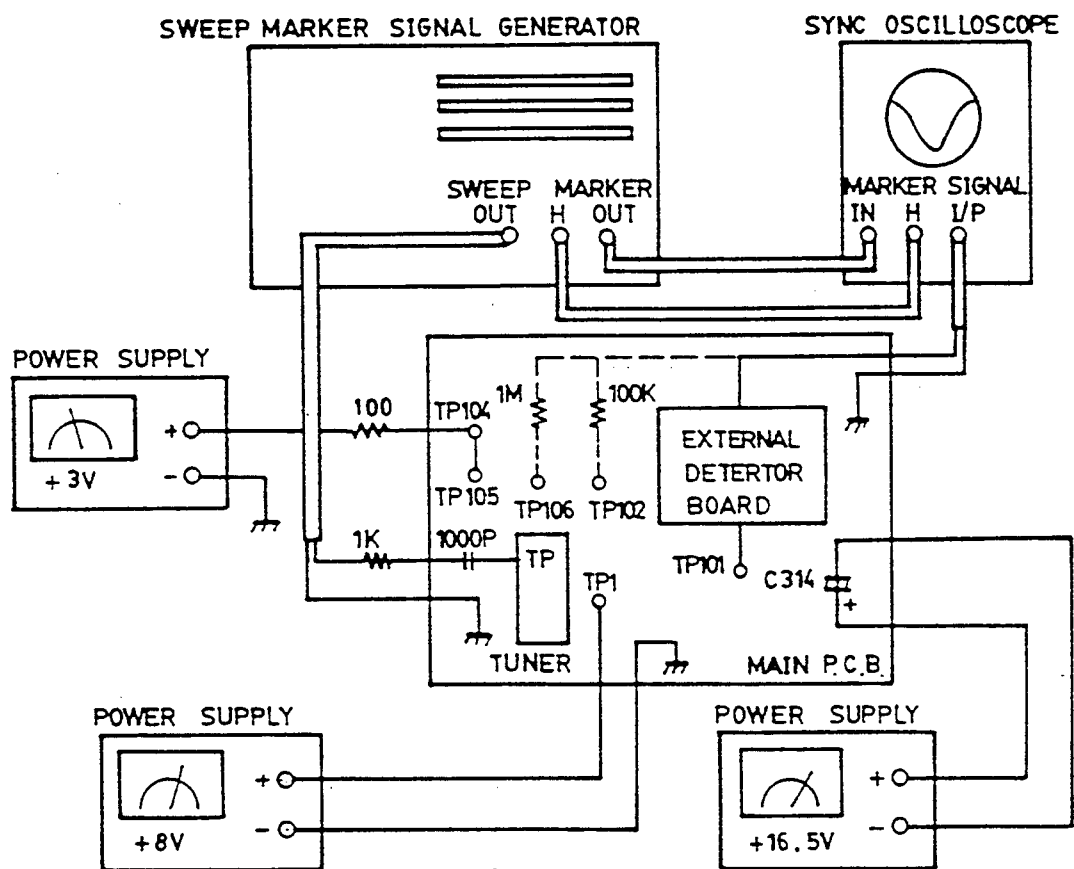 SWEEP MARKER SIGNAL GENERATOR
SYNC OSCILLOSCOPE
SWEEP MARKER
OUT H OUT
MARKER SIGNAL
IN H I/P
POWER SUPPLY
+
-
+3V
100
TP104
TP105
1M
100K
TP106
TP102
EXTERNAL
DETERTOR
BOARD
TP101
1K
1000P
TP
TUNER
TP1
C314
+
MAIN P.C.B.
POWER SUPPLY
+
-
+8V
POWER SUPPLY
+
-
+16.5V